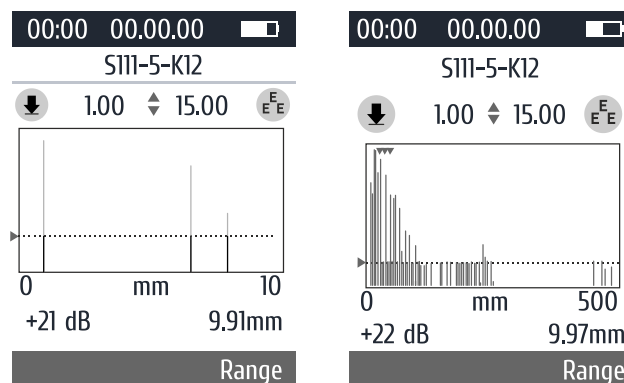 00:00 00.00.00
S111-5-K12
1.00 15.00 E E E
0 mm 10
+21 dB 9.91mm
Range
00:00 00.00.00
S111-5-K12
1.00 15.00 E E E
0 mm 500
+22 dB 9.97mm
Range